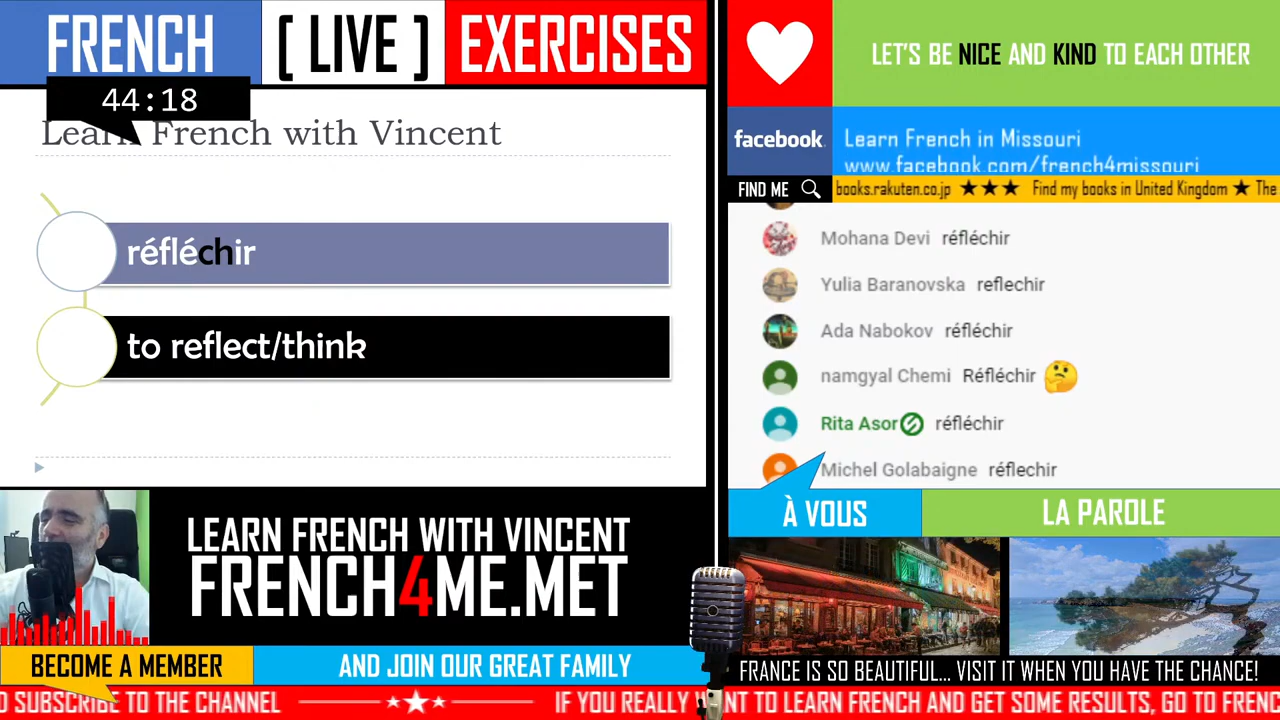 FRENCH [ LIVE ] EXERCISES
44:18
Learn French with Vincent
réfléchir
to reflect/think
LEARN FRENCH WITH VINCENT
FRENCH4ME.MET
BECOME A MEMBER
AND JOIN OUR GREAT FAMILY
LET'S BE NICE AND KIND TO EACH OTHER
facebook.
Learn French in Missouri
www.facebook.com/french4missouri
FIND ME
books.rakuten.co.jp ★★★ Find my books in United Kingdom ★ The
Mohana Devi réfléchir
Yulia Baranovska reflechir
Ada Nabokov réfléchir
namgyal Chemi Réfléchir 🤔
Rita Asor réfléchir
Michel Golabaigne réflechir
À VOUS
LA PAROLE
FRANCE IS SO BEAUTIFUL... VISIT IT WHEN YOU HAVE THE CHANCE!
SUBSCRIBE TO THE CHANNEL ★★★ IF YOU REALLY TO LEARN FRENCH AND GET SOME RESULTS, GO TO